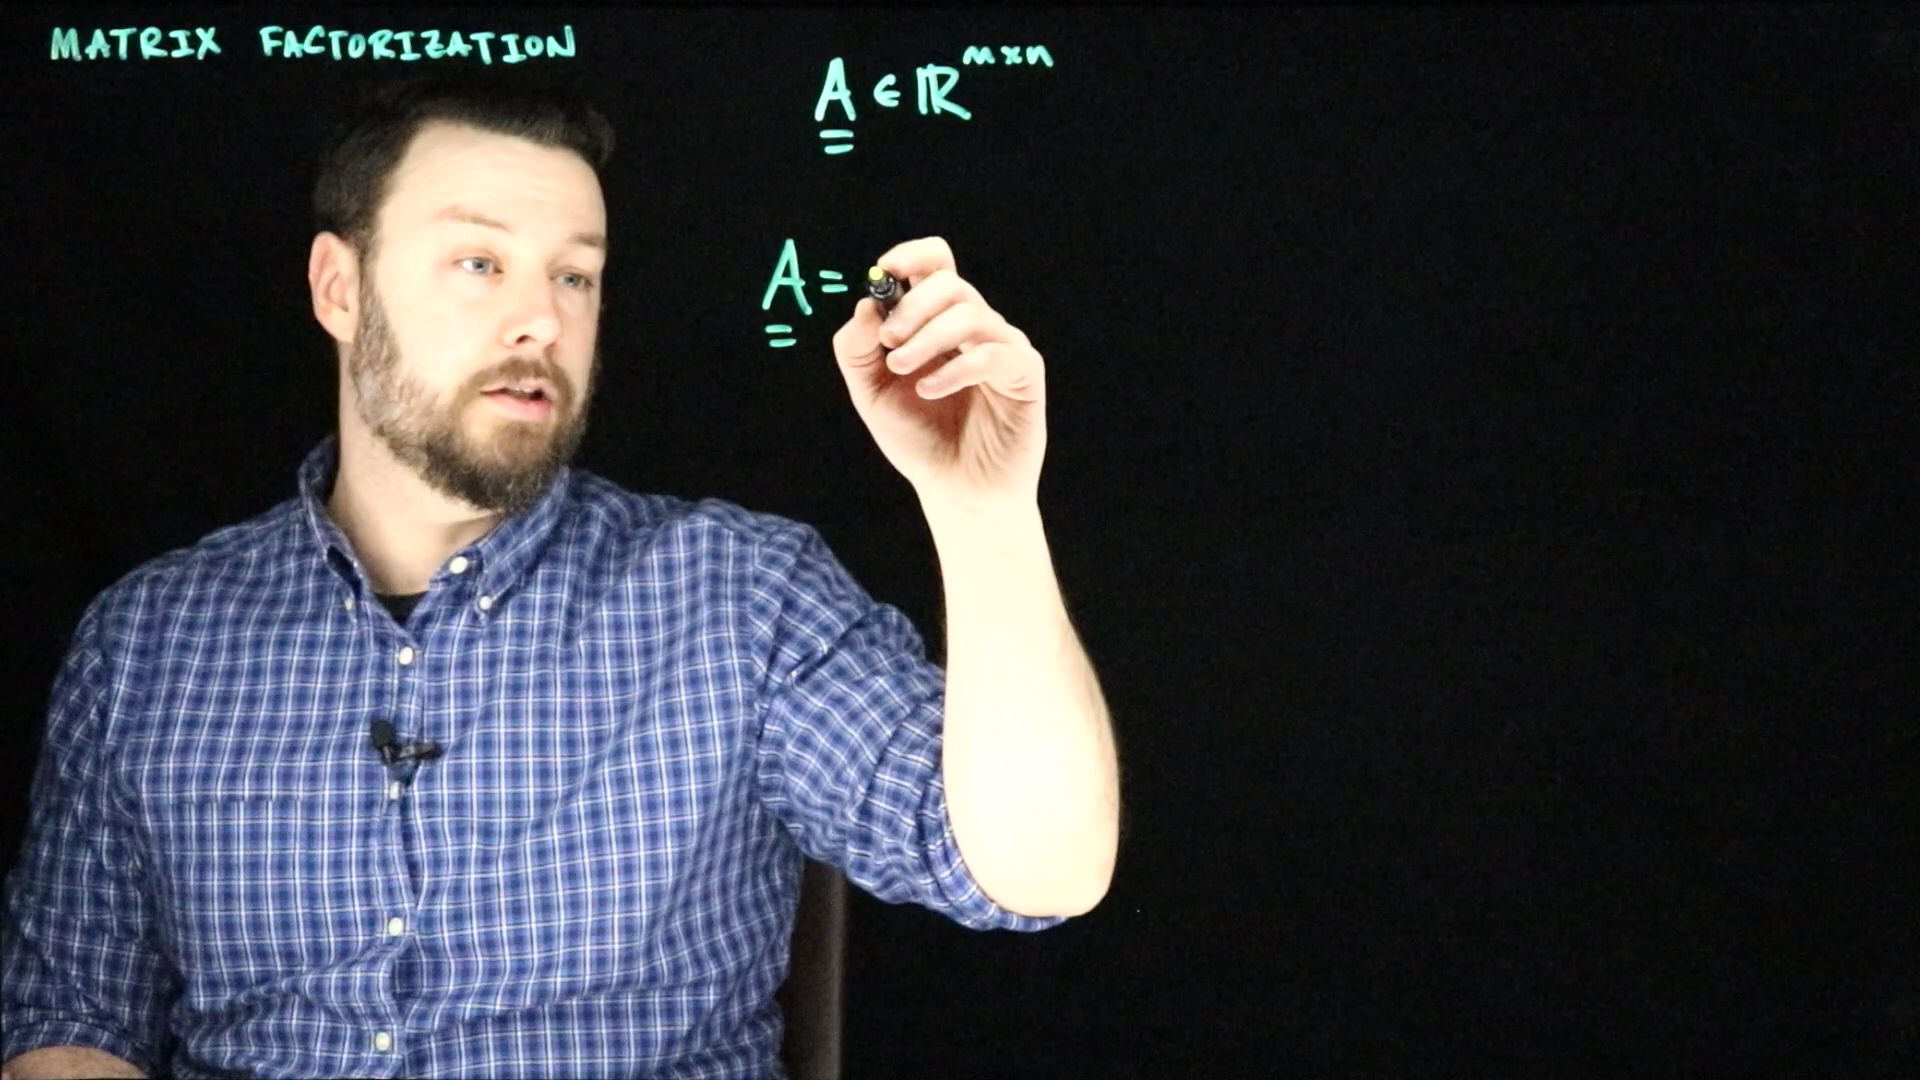 MATRIX FACTORIZATION
A ∈ ℝ^{m×n}
A =